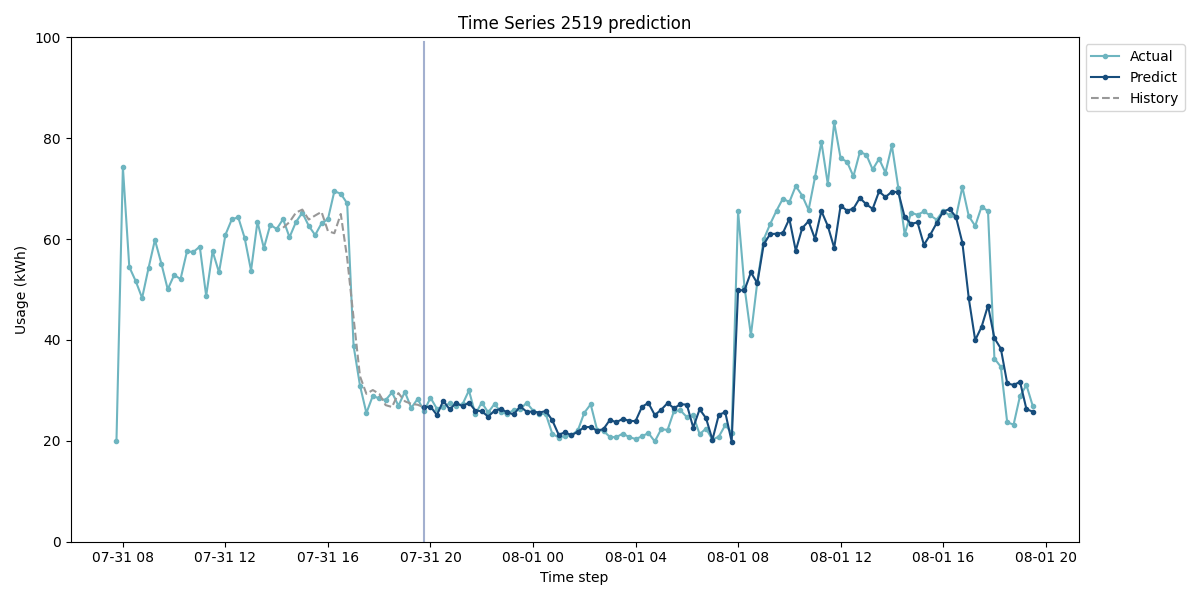 Time Series 2519 prediction
100
80
60
40
20
0
Usage (kWh)
07-31 08
07-31 12
07-31 16
07-31 20
08-01 00
08-01 04
08-01 08
08-01 12
08-01 16
08-01 20
Time step
Actual
Predict
History